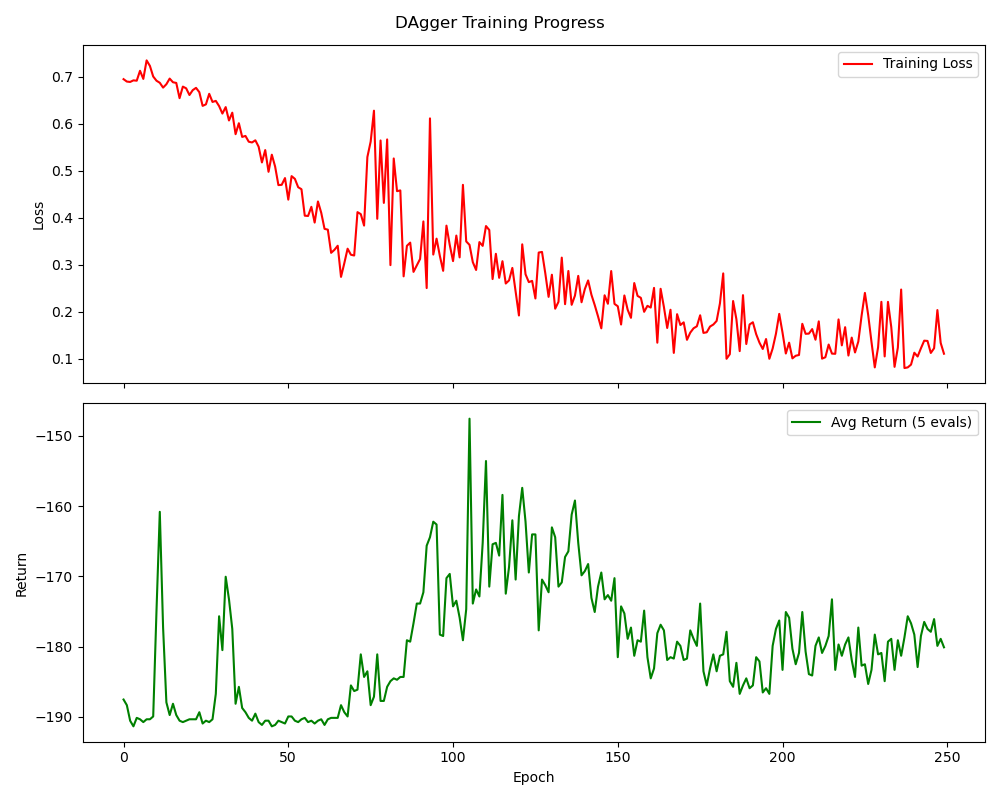 DAgger Training Progress
Training Loss
0.7
0.6
0.5
0.4
0.3
0.2
0.1
Loss
Avg Return (5 evals)
−150
−160
−170
−180
−190
Return
0 50 100 150 200 250
Epoch